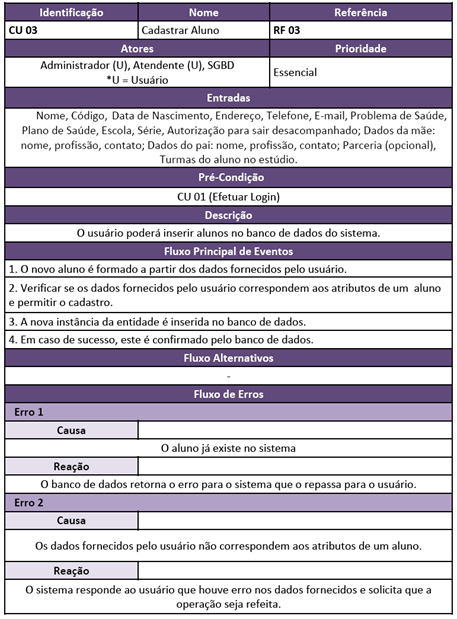 Identificação Nome Referência
CU 03 Cadastrar Aluno RF 03
Atores Prioridade
Administrador (U), Atendente (U), SGBD
*U = Usuário
Essencial
Entradas
Nome, Código, Data de Nascimento, Endereço, Telefone, E-mail, Problema de Saúde,
Plano de Saúde, Escola, Série, Autorização para sair desacompanhado; Dados da mãe:
nome, profissão, contato; Dados do pai: nome, profissão, contato; Parceria (opcional),
Turmas do aluno no estúdio.
Pré-Condição
CU 01 (Efetuar Login)
Descrição
O usuário poderá inserir alunos no banco de dados do sistema.
Fluxo Principal de Eventos
1. O novo aluno é formado a partir dos dados fornecidos pelo usuário.
2. Verificar se os dados fornecidos pelo usuário correspondem aos atributos de um aluno
e permitir o cadastro.
3. A nova instância da entidade é inserida no banco de dados.
4. Em caso de sucesso, este é confirmado pelo banco de dados.
Fluxo Alternativos
-
Fluxo de Erros
Erro 1
Causa
O aluno já existe no sistema
Reação
O banco de dados retorna o erro para o sistema que o repassa para o usuário.
Erro 2
Causa
Os dados fornecidos pelo usuário não correspondem aos atributos de um aluno.
Reação
O sistema responde ao usuário que houve erro nos dados fornecidos e solicita que a
operação seja refeita.